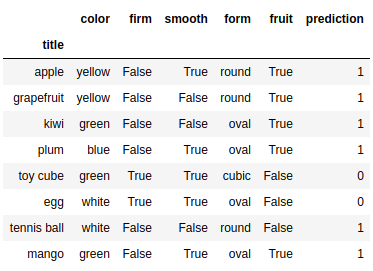 color firm smooth form fruit prediction
title
apple yellow False True round True 1
grapefruit yellow False False round True 1
kiwi green False False oval True 1
plum blue False True oval True 1
toy cube green True True cubic False 0
egg white True True oval False 0
tennis ball white False False round False 1
mango green False True oval True 1